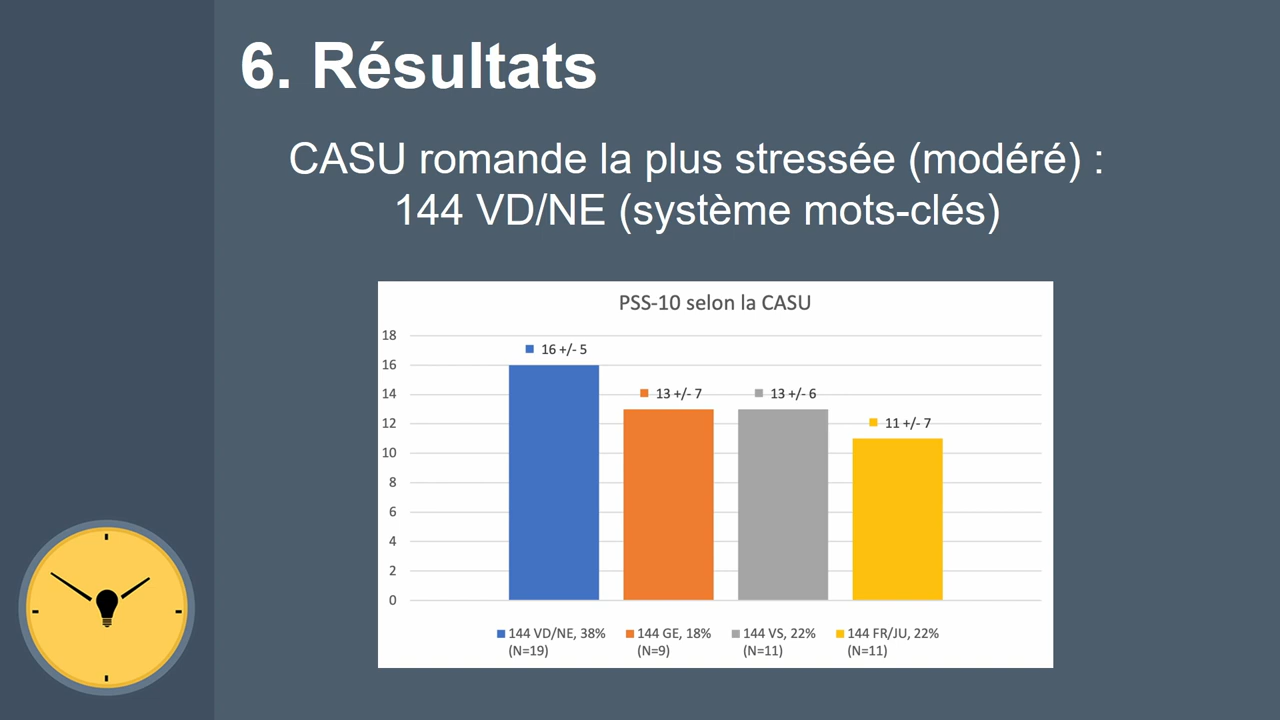 6. Résultats
CASU romande la plus stressée (modéré) :
144 VD/NE (système mots-clés)
PSS-10 selon la CASU
18
16
14
12
10
8
6
4
2
0
16 +/- 5
13 +/- 7
13 +/- 6
11 +/- 7
144 VD/NE, 38% (N=19)
144 GE, 18% (N=9)
144 VS, 22% (N=11)
144 FR/JU, 22% (N=11)